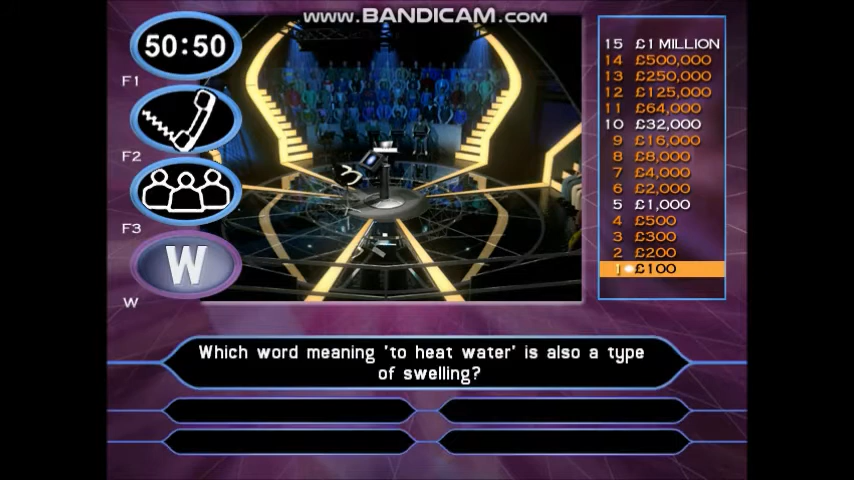 www.BANDICAM.com
50:50
F1
F2
F3
W
W
15 £1 MILLION
14 £500,000
13 £250,000
12 £125,000
11 £64,000
10 £32,000
9 £16,000
8 £8,000
7 £4,000
6 £2,000
5 £1,000
4 £500
3 £300
2 £200
1 £100
Which word meaning 'to heat water' is also a type
of swelling?